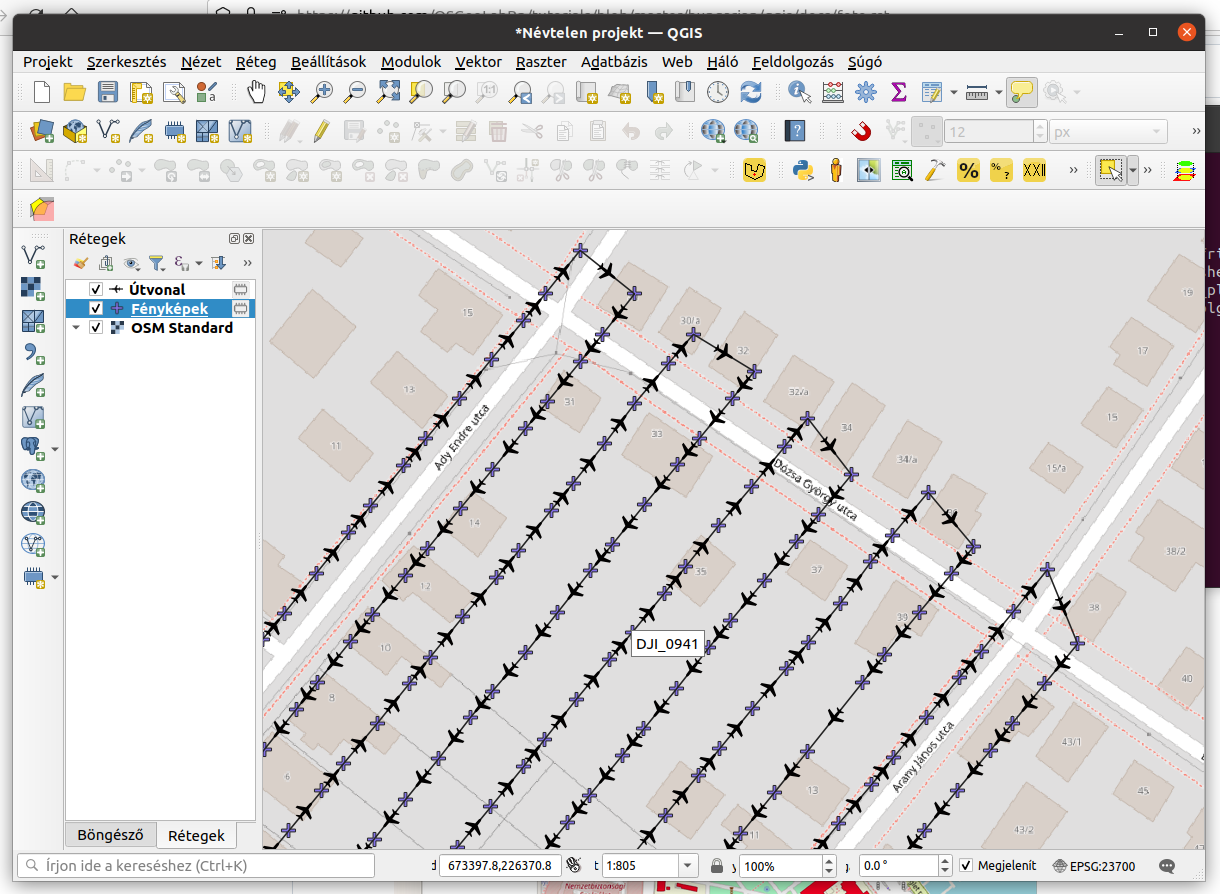 *Névtelen projekt — QGIS
Projekt Szerkesztés Nézet Réteg Beállítások Modulok Vektor Raszter Adatbázis Web Háló Feldolgozás Súgó
12 px
Rétegek
Útvonal
Fényképek
OSM Standard
Böngésző Rétegek
15
30/a
32
19
17
13
32/a
31
34
15
11
33
34/a
15/a
Ady Endre utca
Dózsa György utca
14
38/2
35
37
12
39
38
10
DJI_0941
8
40
43/1
6
Arany János utca
13
45
11
43/2
Írjon ide a kereséshez (Ctrl+K)
673397.8,226370.8
t 1:805
100%
0.0 °
Megjelenít
EPSG:23700
Nemzetbiztonsági